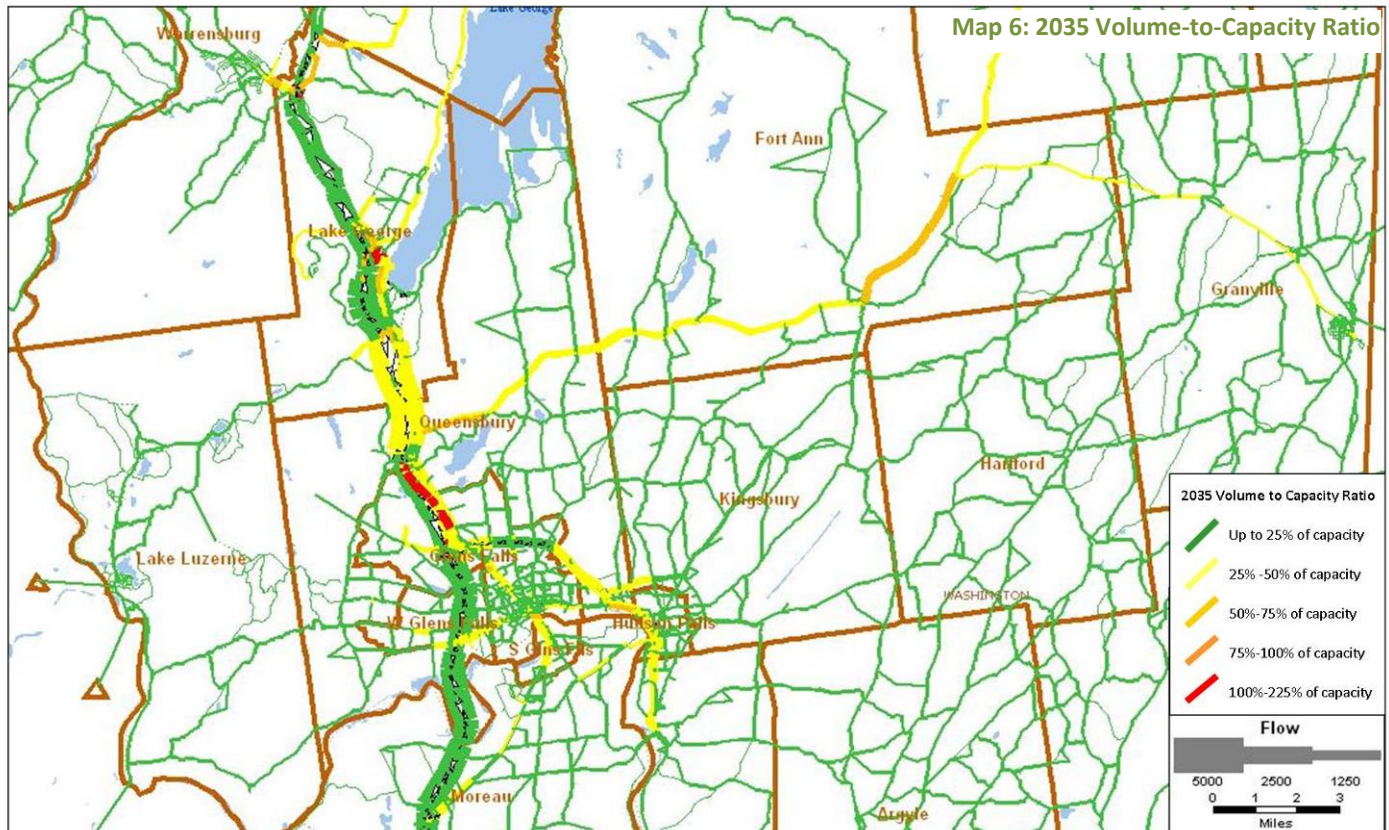 Lake George
Map 6: 2035 Volume-to-Capacity Ratio
Warrensburg
Fort Ann
Lake George
Granville
Queensbury
Hartford
Kingsbury
2035 Volume to Capacity Ratio
Up to 25% of capacity
25% -50% of capacity
50%-75% of capacity
75%-100% of capacity
100%-225% of capacity
Glens Falls
Lake Luzerne
WASHINGTON
W Glens Falls
Hudson Falls
S Glns Flls
Flow
5000 2500 1250
0 1 2 3
Miles
Moreau
Argyle